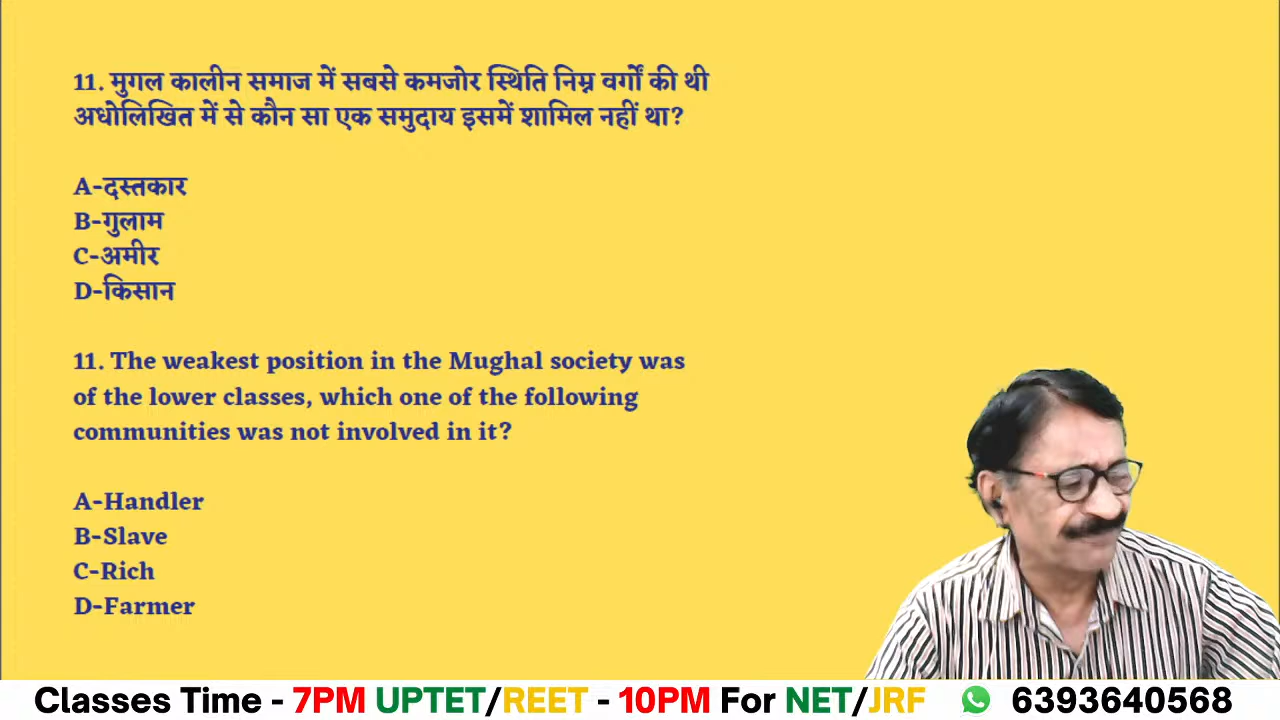 11. मुगल कालीन समाज में सबसे कमजोर स्थिति निम्न वर्गों की थी
अधोलिखित में से कौन सा एक समुदाय इसमें शामिल नहीं था?
A-दस्तकार
B-गुलाम
C-अमीर
D-किसान
11. The weakest position in the Mughal society was
of the lower classes, which one of the following
communities was not involved in it?
A-Handler
B-Slave
C-Rich
D-Farmer
Classes Time - 7PM UPTET/REET - 10PM For NET/JRF 6393640568